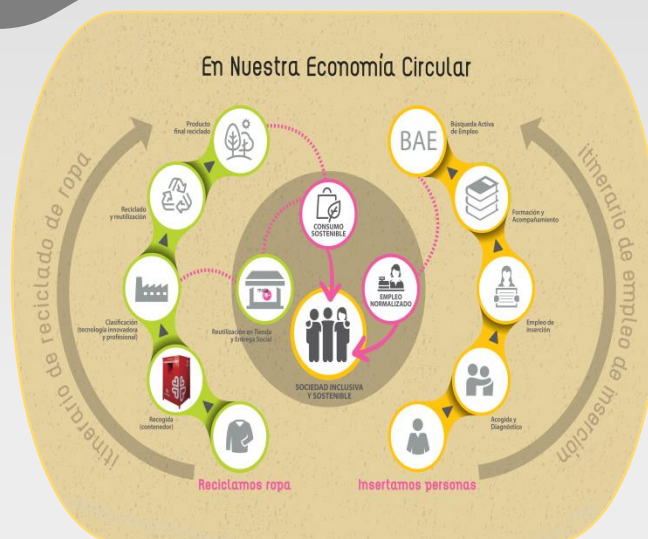 En Nuestra Economía Circular
itinerario de reciclado de ropa
Producto
final reciclado
Reciclado
y reutilización
Clasificación
(tecnología innovadora
y profesional)
Recogida
(contenedor)
Reciclamos ropa
CONSUMO
SOSTENIBLE
Reutilización en Tienda
y Entrega Social
EMPLEO
NORMALIZADO
SOCIEDAD INCLUSIVA
Y SOSTENIBLE
BAE
Búsqueda Activa
de Empleo
Formación y
Acompañamiento
Empleo de
inserción
Acogida y
Diagnóstico
Insertamos personas
itinerario de empleo de inserción